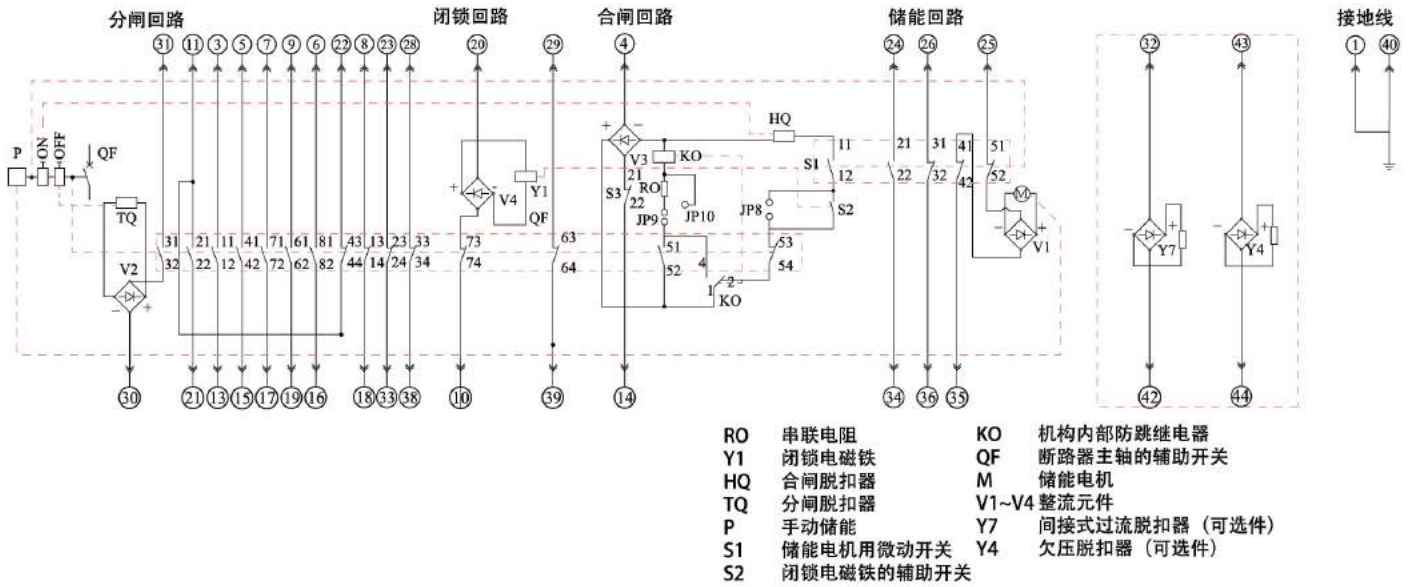 分闸回路 闭锁回路 合闸回路 储能回路 接地线
31 11 3 5 7 9 6 22 8 23 28 20 29 4 24 26 25 32 43 1 40
P ON OFF QF
TQ
V2
31 21 11 41 71 61 81 43 13 23 33
32 22 12 42 72 62 82 44 14 24 34
+ - V4 Y1
QF
73
74
63
64
+ - V3 KO HQ
S3 21 22
RO
JP9 JP10 JP8
51
52
4 1 2 KO
53
54
S1 11 12
S2
21 31 41 51
22 32 42 52
M
- + V1
- + Y7
- + Y4
- +
30 21 13 15 17 19 16 18 33 38 10 39 14 34 36 35 42 44
RO 串联电阻 KO 机构内部防跳继电器
Y1 闭锁电磁铁 QF 断路器主轴的辅助开关
HQ 合闸脱扣器 M 储能电机
TQ 分闸脱扣器 V1~V4 整流元件
P 手动储能 Y7 间接式过流脱扣器（可选件）
S1 储能电机用微动开关 Y4 欠压脱扣器（可选件）
S2 闭锁电磁铁的辅助开关